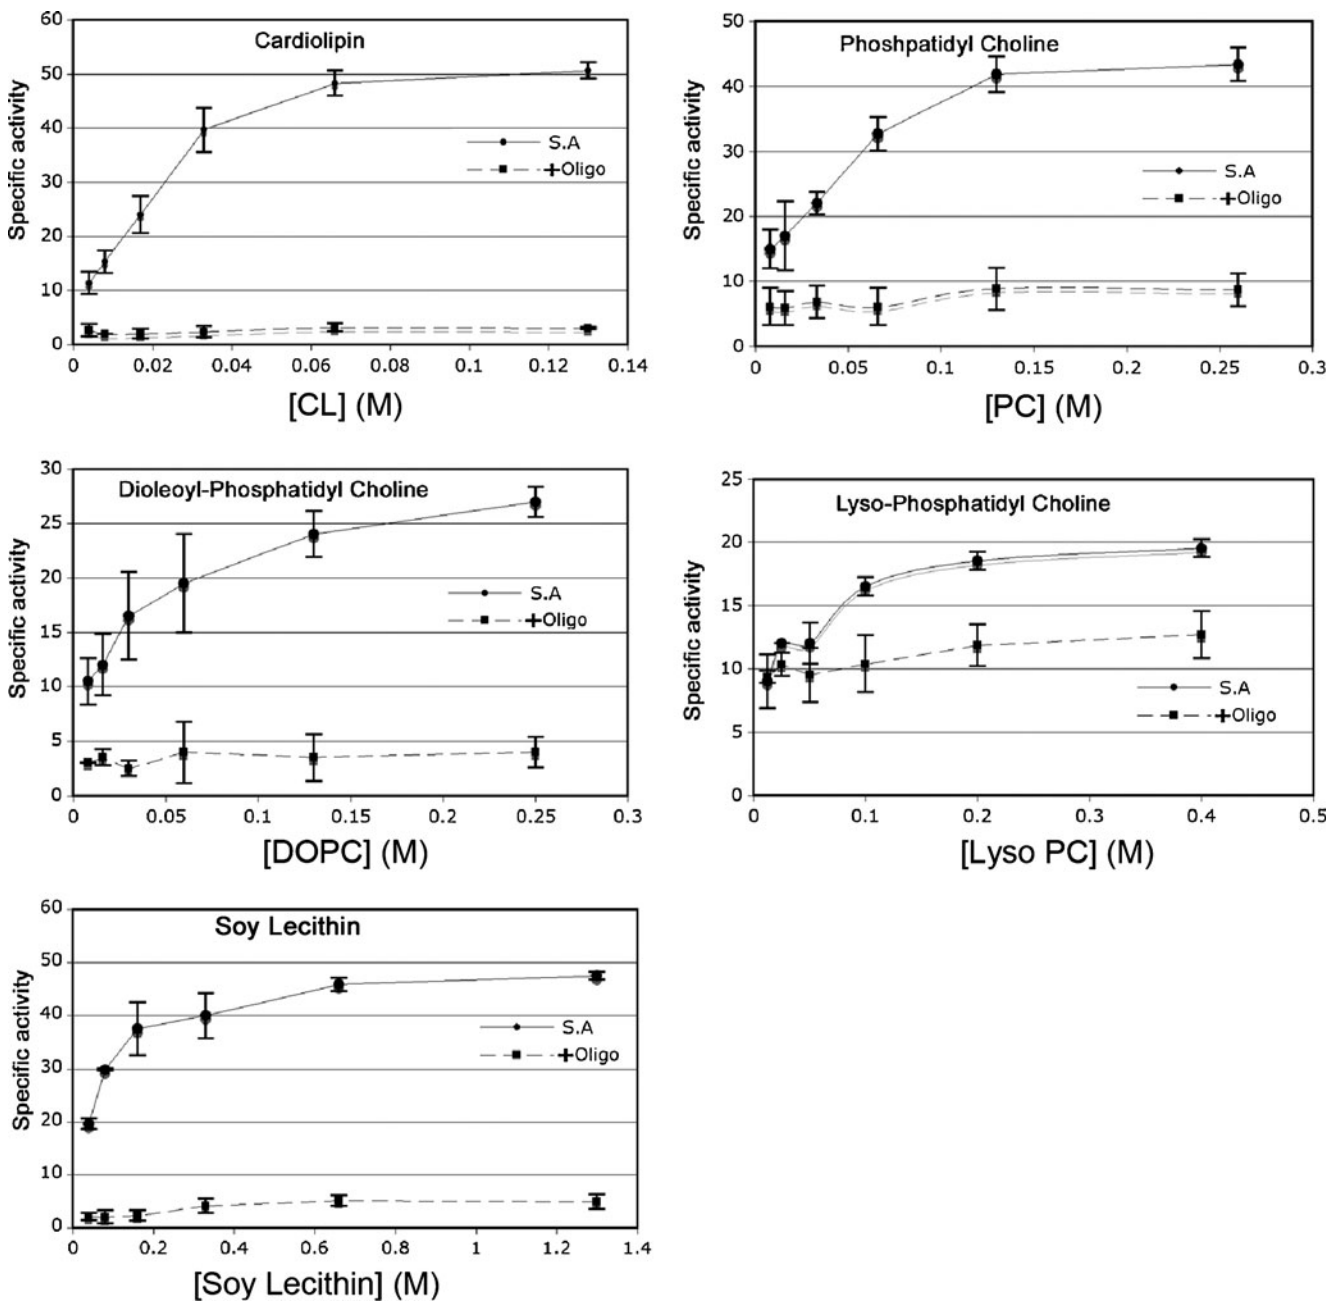 Cardiolipin
Specific activity
60
50
40
30
20
10
0
S.A
+Oligo
0 0.02 0.04 0.06 0.08 0.1 0.12 0.14
[CL] (M)
Phoshpatidyl Choline
Specific activity
50
40
30
20
10
0
S.A
+Oligo
0 0.05 0.1 0.15 0.2 0.25 0.3
[PC] (M)
Dioleoyl-Phosphatidyl Choline
Specific activity
30
25
20
15
10
5
0
S.A
+Oligo
0 0.05 0.1 0.15 0.2 0.25 0.3
[DOPC] (M)
Lyso-Phosphatidyl Choline
Specific activity
25
20
15
10
5
0
S.A
+Oligo
0 0.1 0.2 0.3 0.4 0.5
[Lyso PC] (M)
Soy Lecithin
Specific activity
60
50
40
30
20
10
0
S.A
+Oligo
0 0.2 0.4 0.6 0.8 1 1.2 1.4
[Soy Lecithin] (M)